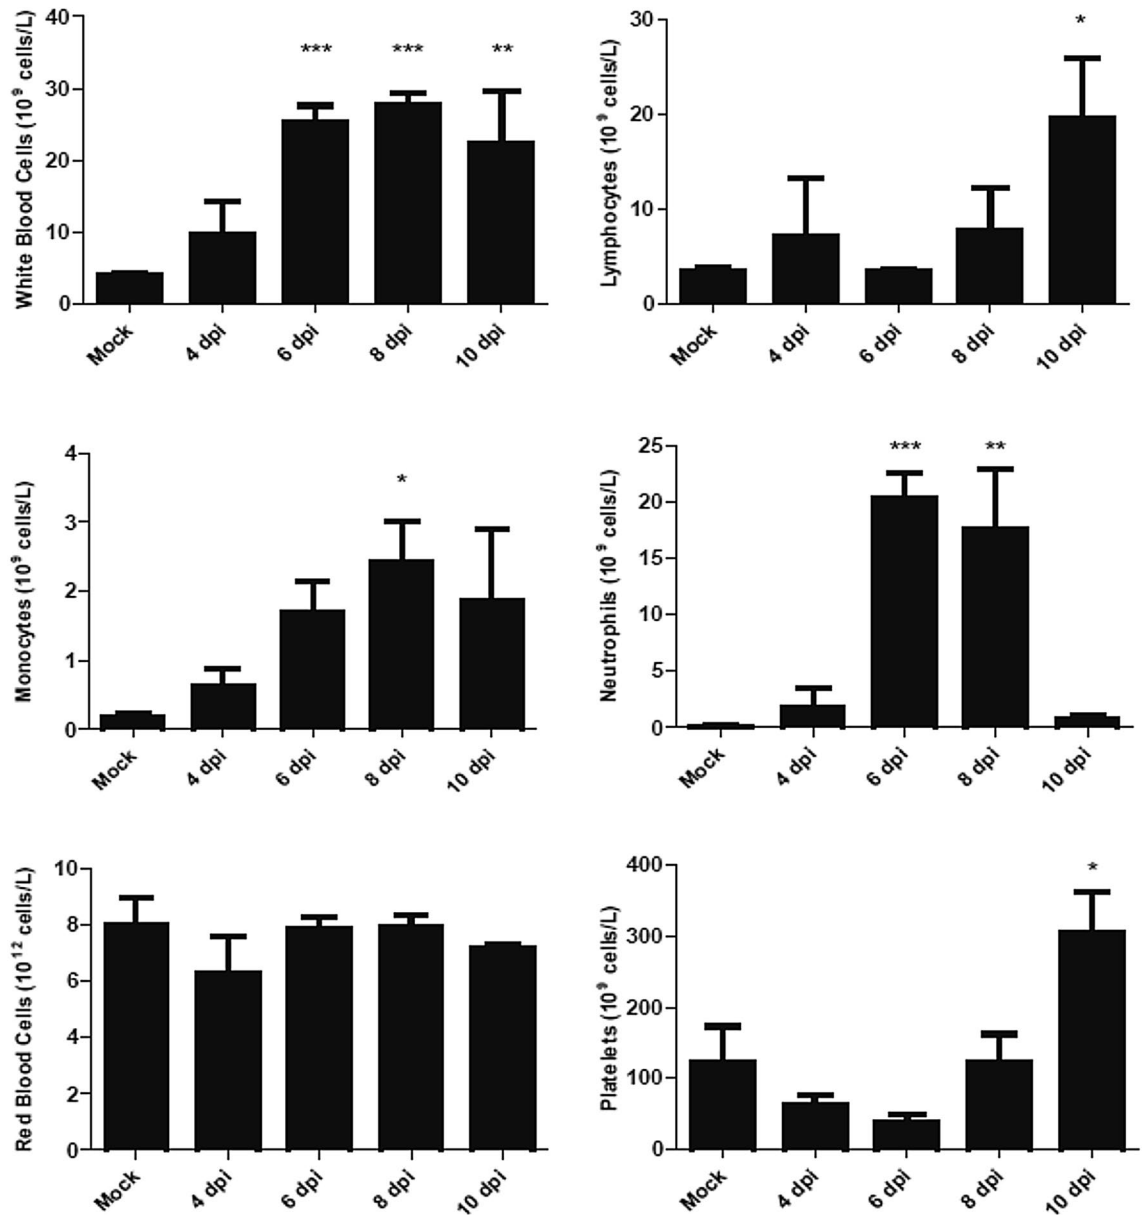 White Blood Cells (10⁹ cells/L)
40
30
20
10
0
***
***
**
Mock
4 dpi
6 dpi
8 dpi
10 dpi
Lymphocytes (10⁹ cells/L)
30
20
10
0
*
Mock
4 dpi
6 dpi
8 dpi
10 dpi
Monocytes (10⁹ cells/L)
4
3
2
1
0
*
Mock
4 dpi
6 dpi
8 dpi
10 dpi
Neutrophils (10⁹ cells/L)
25
20
15
10
5
0
***
**
Mock
4 dpi
6 dpi
8 dpi
10 dpi
Red Blood Cells (10¹² cells/L)
10
8
6
4
2
0
Mock
4 dpi
6 dpi
8 dpi
10 dpi
Platelets (10⁹ cells/L)
400
300
200
100
0
*
Mock
4 dpi
6 dpi
8 dpi
10 dpi